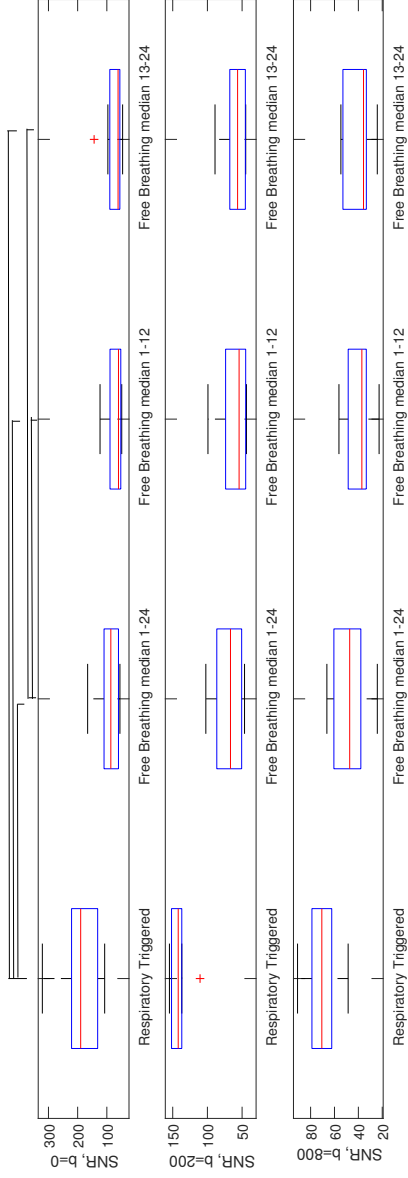 300
200
100
SNR, b=0
Respiratory Triggered
Free Breathing median 1-24
Free Breathing median 1-12
Free Breathing median 13-24
150
100
50
SNR, b=200
Respiratory Triggered
Free Breathing median 1-24
Free Breathing median 1-12
Free Breathing median 13-24
80
60
40
20
SNR, b=800
Respiratory Triggered
Free Breathing median 1-24
Free Breathing median 1-12
Free Breathing median 13-24